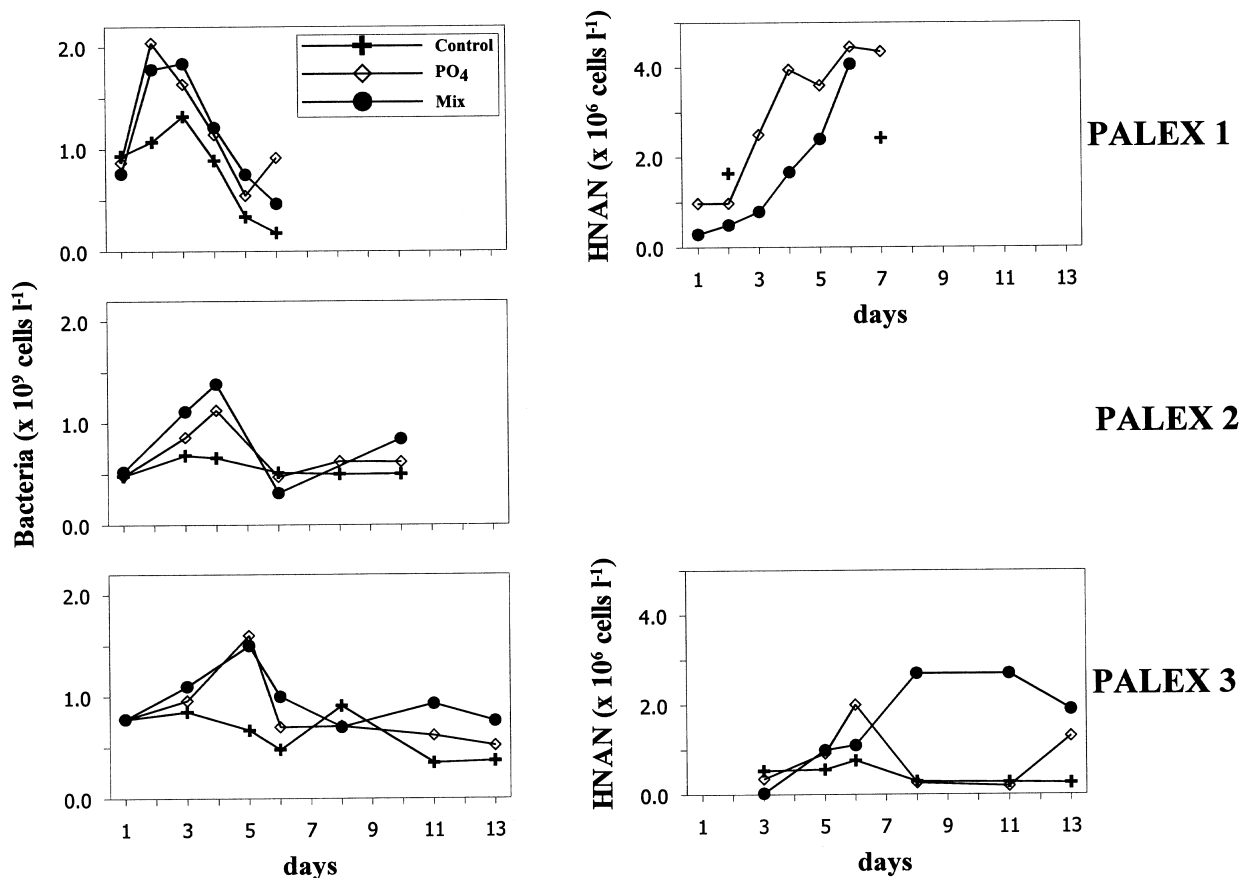 2.0
1.0
0.0
Control
PO4
Mix
HNAN (x 10⁶ cells l⁻¹)
4.0
2.0
0.0
1 3 5 7 9 11 13
days
PALEX 1
Bacteria (x 10⁹ cells l⁻¹)
2.0
1.0
0.0
PALEX 2
2.0
1.0
0.0
1 3 5 7 9 11 13
days
HNAN (x 10⁶ cells l⁻¹)
4.0
2.0
0.0
1 3 5 7 9 11 13
days
PALEX 3